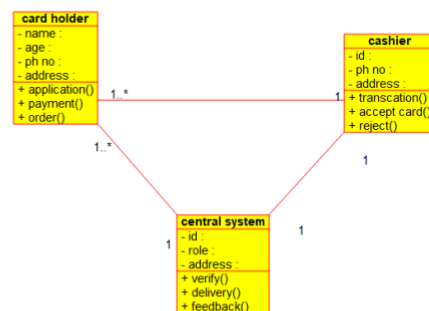 card holder
- name :
- age :
- ph no :
- address :
+ application()
+ payment()
+ order()
1..*
1..*
cashier
- id :
- ph no :
- address :
+ transcation()
+ accept card()
+ reject()
1
1
central system
- id :
- role :
- address :
+ verify()
+ delivery()
+ feedback()
1
1